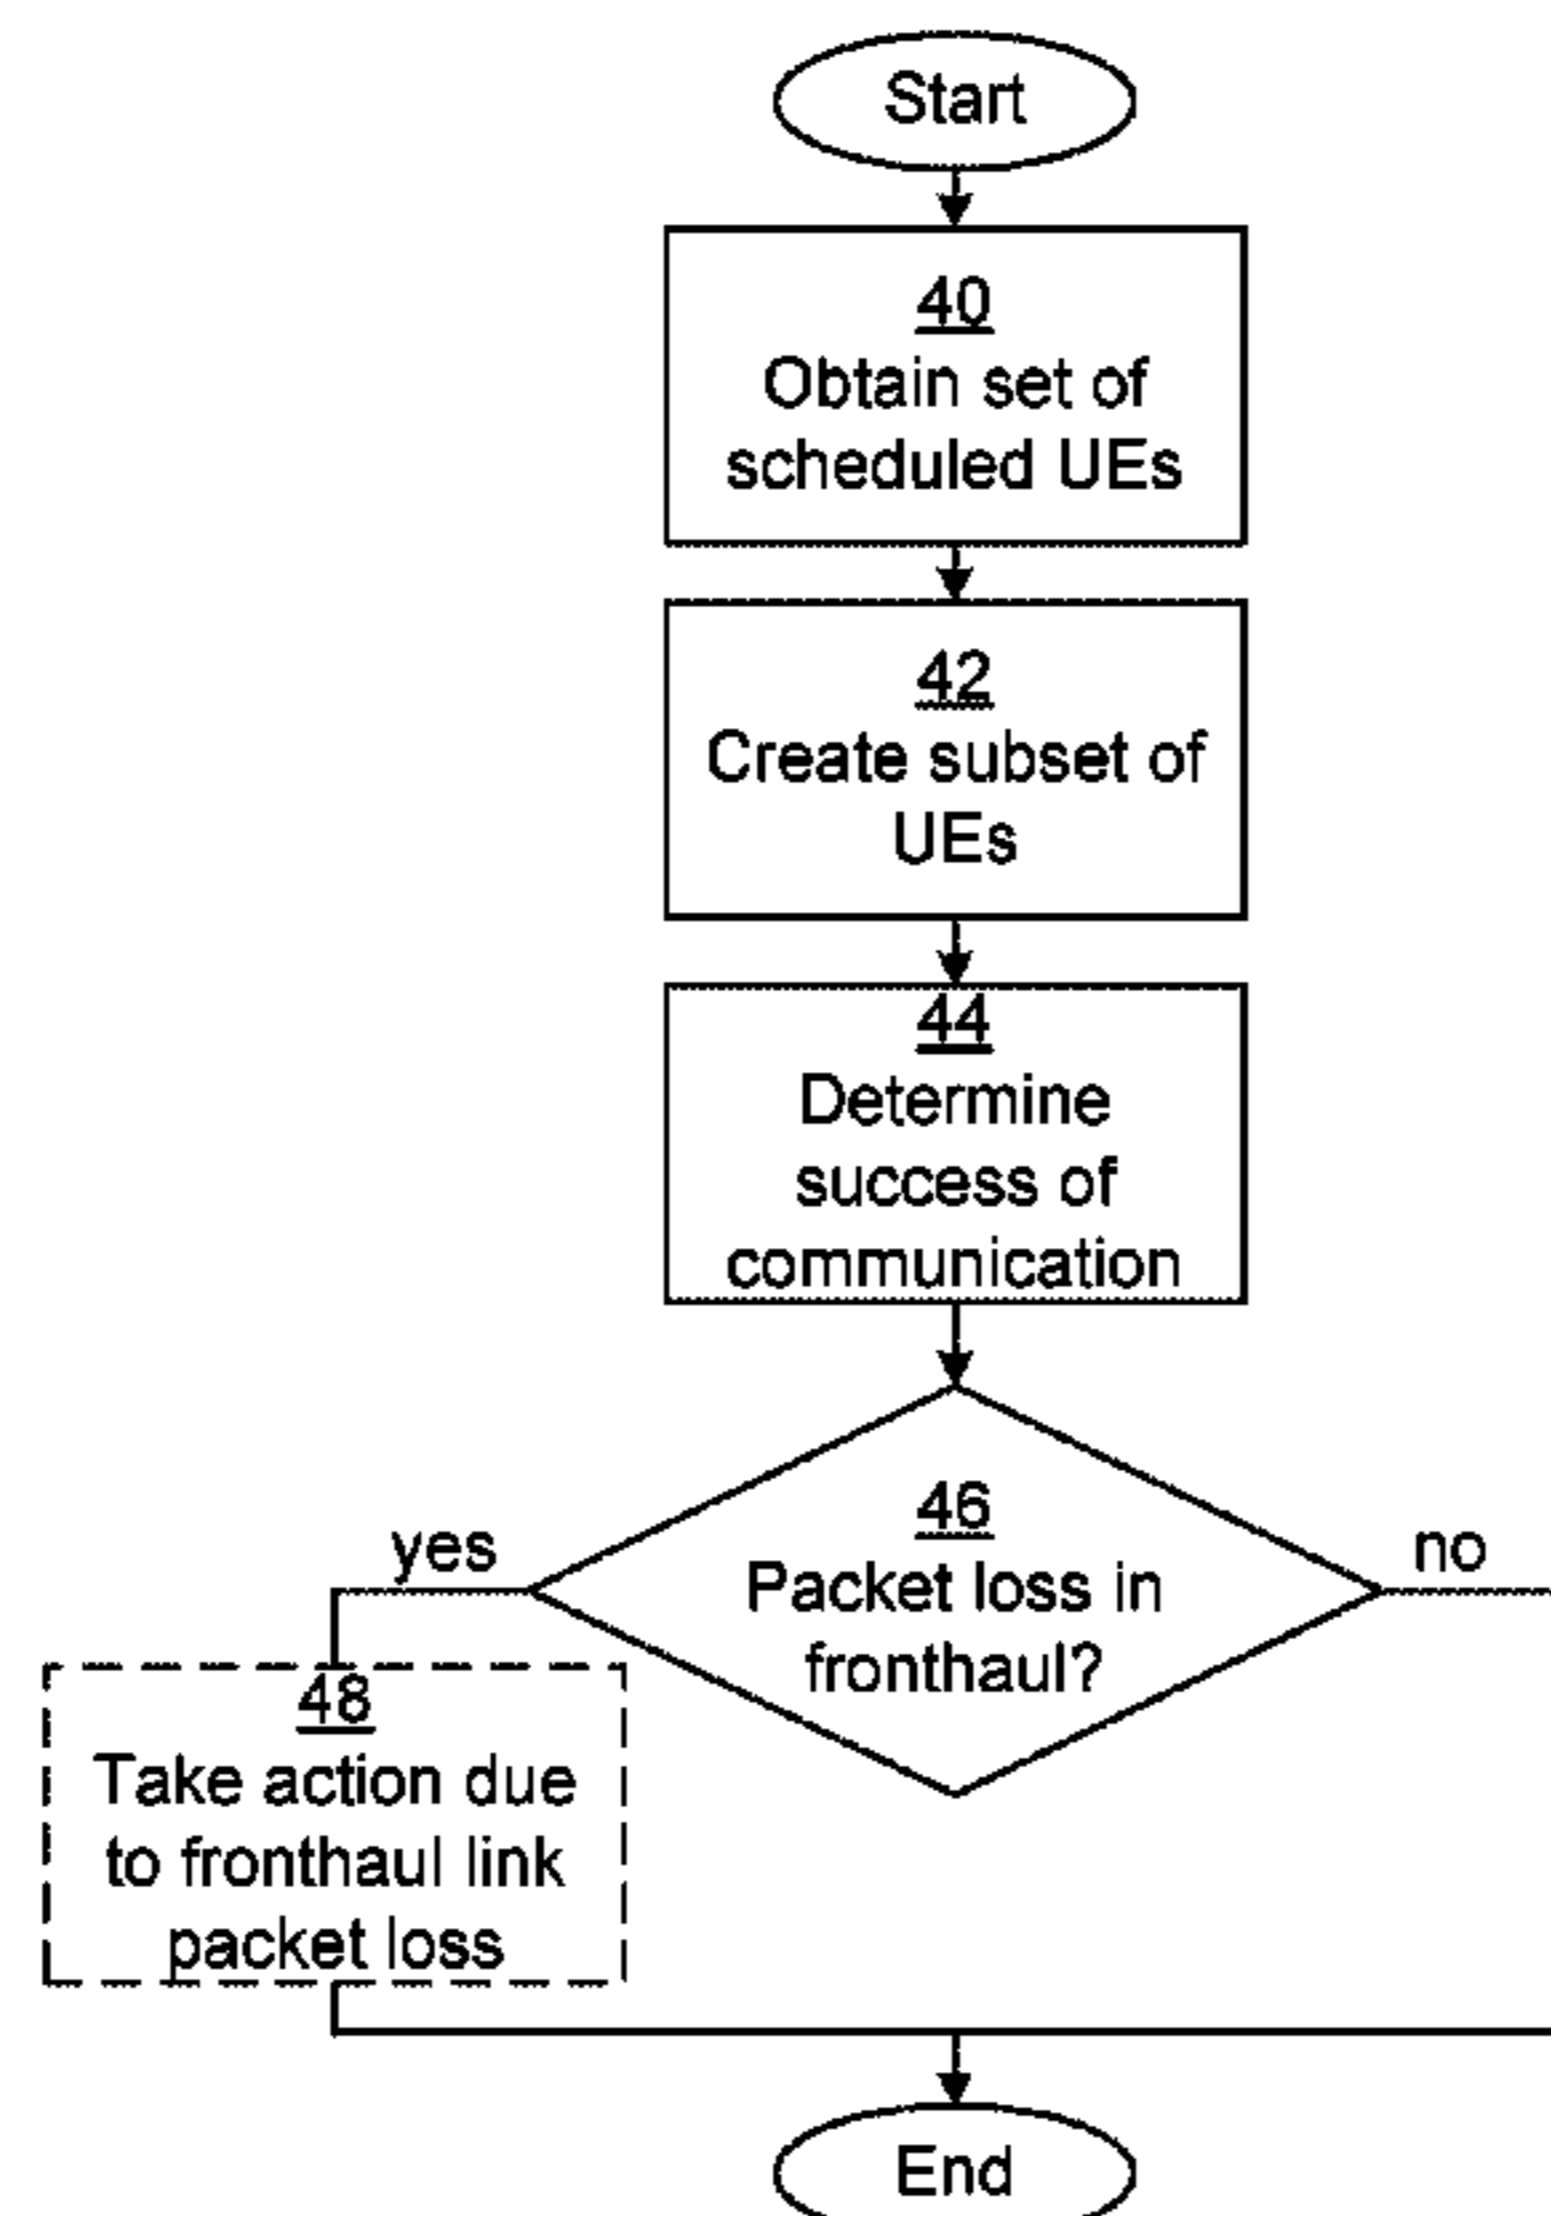 Start
40
Obtain set of
scheduled UEs
42
Create subset of
UEs
44
Determine
success of
communication
46
Packet loss in
fronthaul?
yes
no
48
Take action due
to fronthaul link
packet loss
End